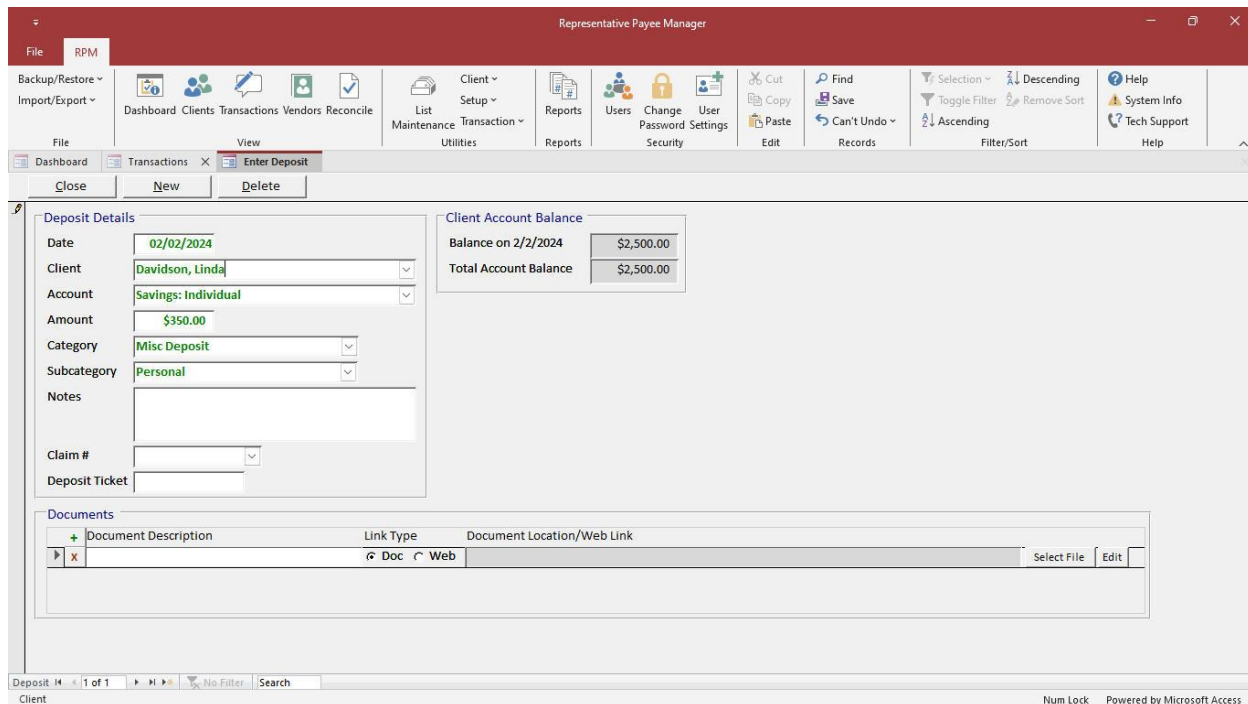 Representative Payee Manager
File RPM
Backup/Restore
Import/Export
File
Dashboard Clients Transactions Vendors Reconcile
View
List Maintenance
Client
Setup
Transaction
Utilities
Reports
Reports
Users Change Password User Settings
Security
Cut
Copy
Paste
Edit
Find
Save
Can't Undo
Records
Selection Descending
Toggle Filter Remove Sort
Ascending
Filter/Sort
Help
System Info
Tech Support
Help
Dashboard Transactions X Enter Deposit
Close New Delete
Deposit Details
Date 02/02/2024
Client Davidson, Linda
Account Savings: Individual
Amount $350.00
Category Misc Deposit
Subcategory Personal
Notes
Claim #
Deposit Ticket
Client Account Balance
Balance on 2/2/2024 $2,500.00
Total Account Balance $2,500.00
Documents
+ Document Description Link Type Document Location/Web Link
x Doc Web Select File Edit
Deposit 1 of 1 No Filter Search
Client Num Lock Powered by Microsoft Access